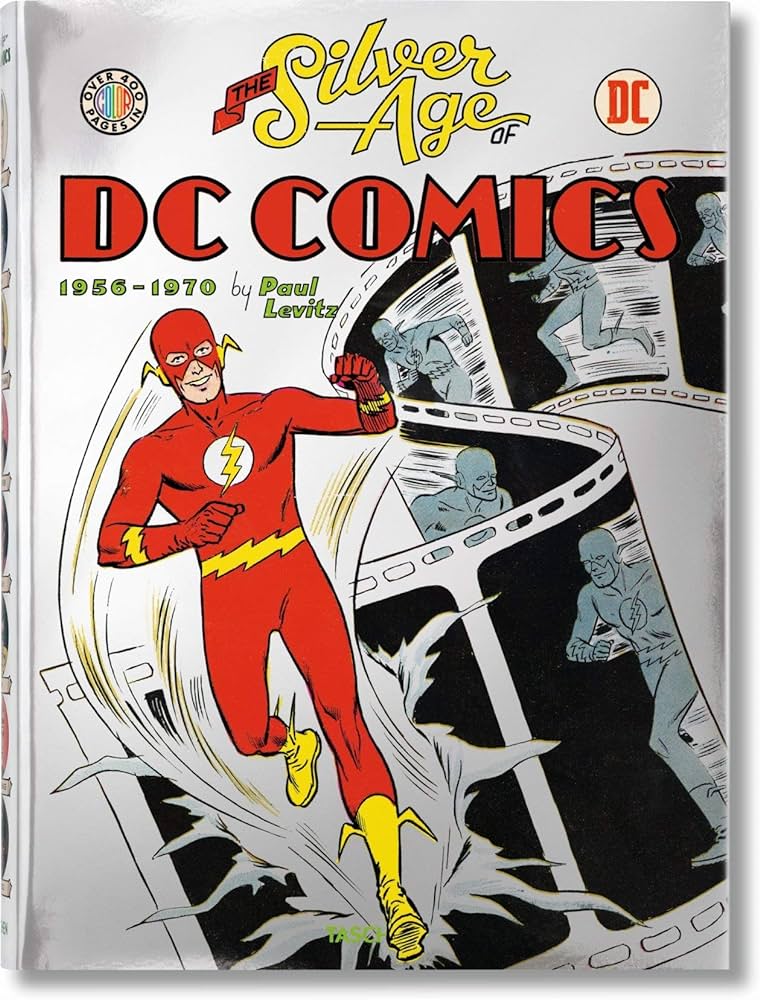 OVER 400
COLOR
PAGES IN
THE
Silver
Age
OF
DC
DC COMICS
1956-1970 by Paul
Levitz